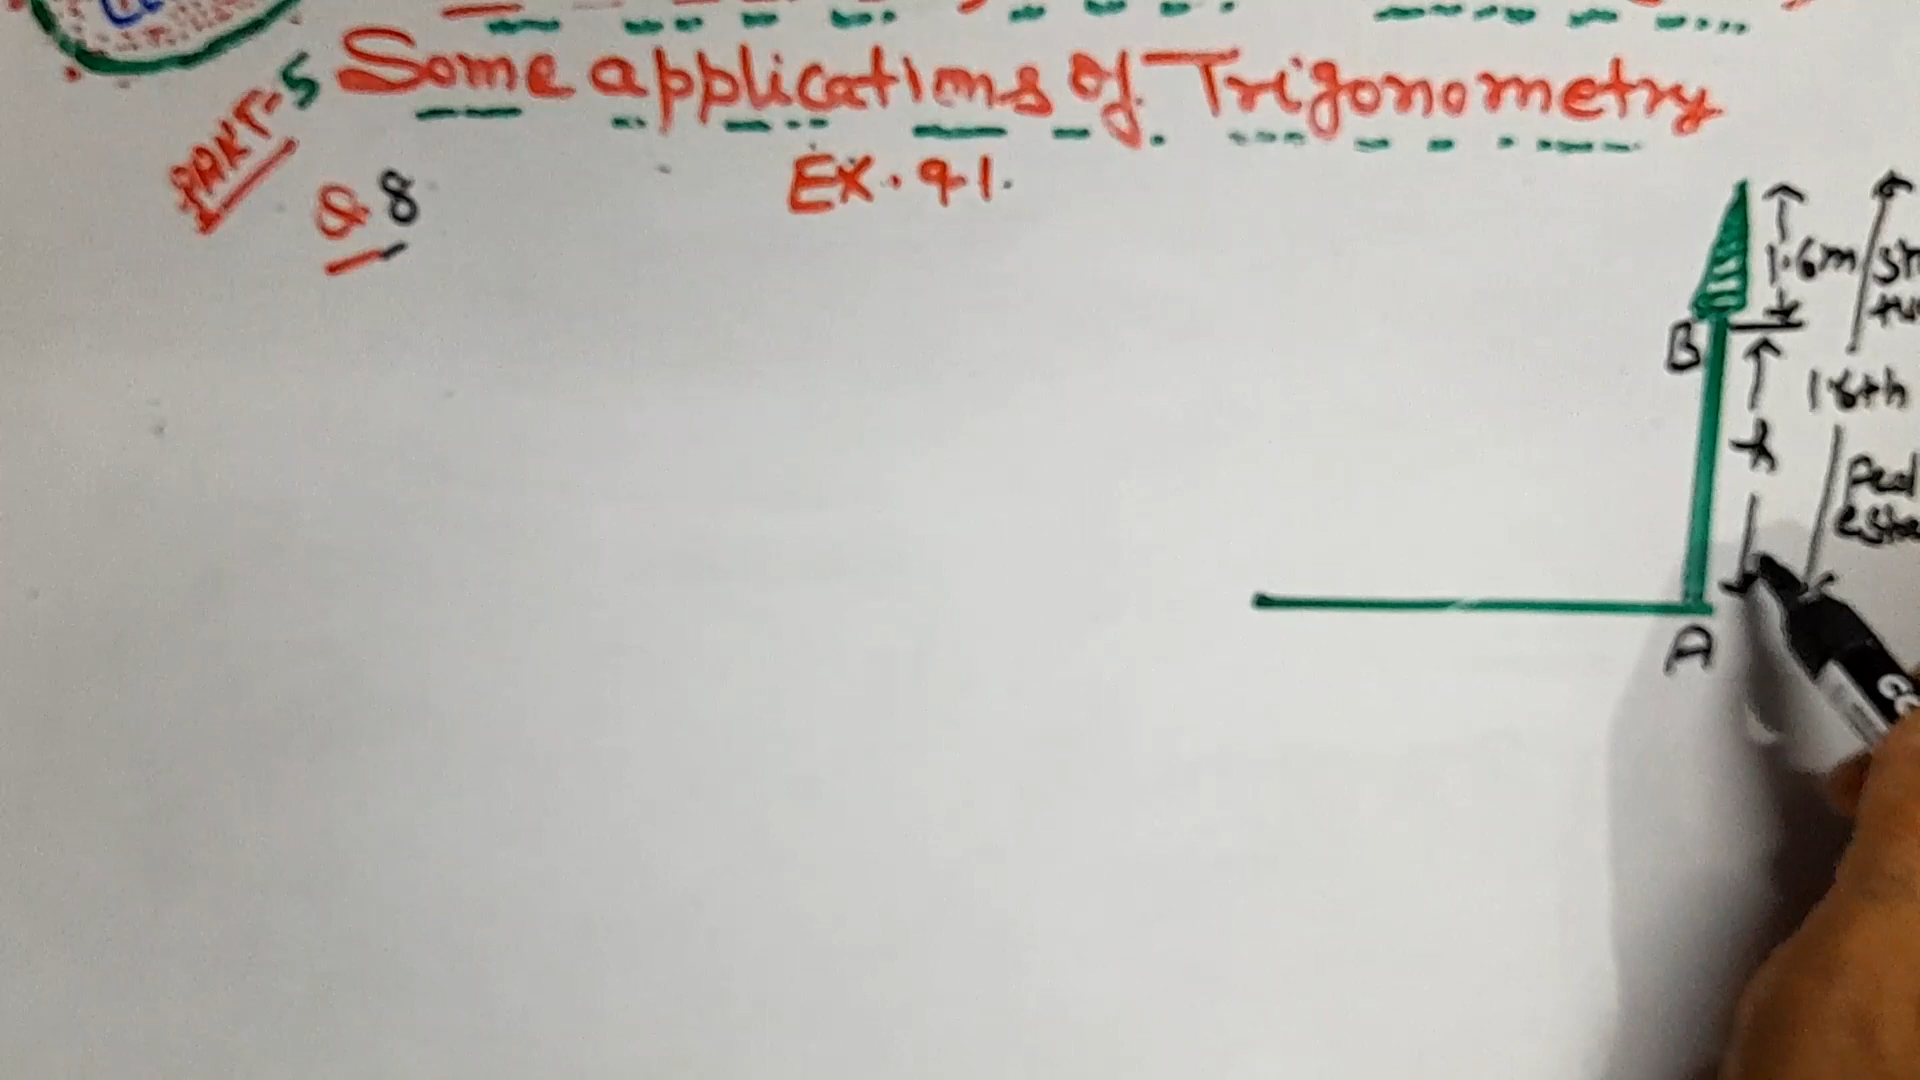 Some applications of Trigonometry
PART-5
Ex. 9.1.
Q 8
1.6m
B
h
1.6+h
A